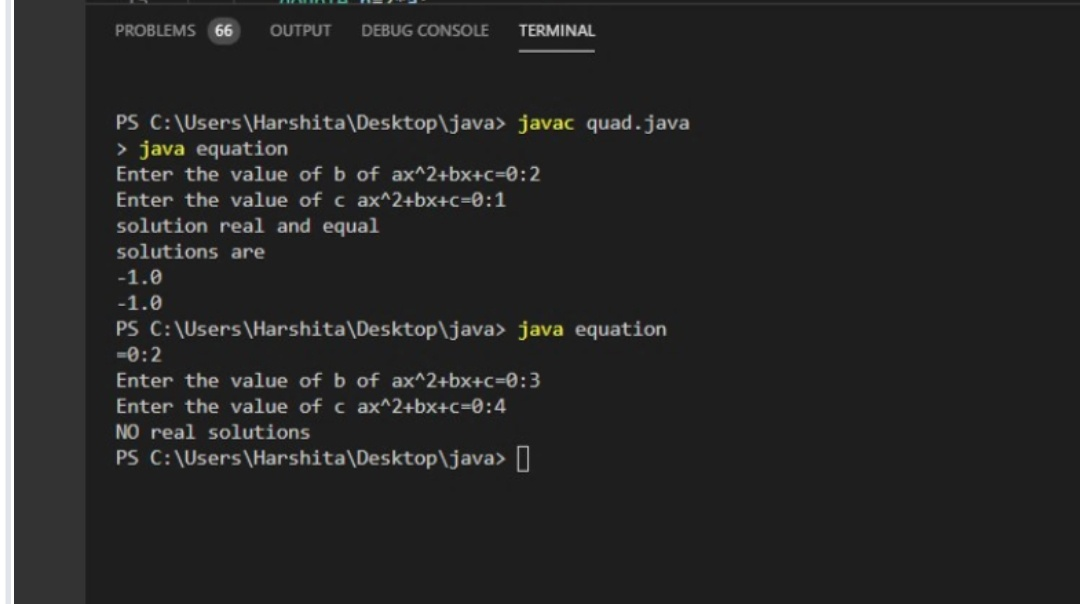 PROBLEMS 66 OUTPUT DEBUG CONSOLE TERMINAL
PS C:\Users\Harshita\Desktop\java> javac quad.java
> java equation
Enter the value of b of ax^2+bx+c=0:2
Enter the value of c ax^2+bx+c=0:1
solution real and equal
solutions are
-1.0
-1.0
PS C:\Users\Harshita\Desktop\java> java equation
=0:2
Enter the value of b of ax^2+bx+c=0:3
Enter the value of c ax^2+bx+c=0:4
NO real solutions
PS C:\Users\Harshita\Desktop\java>